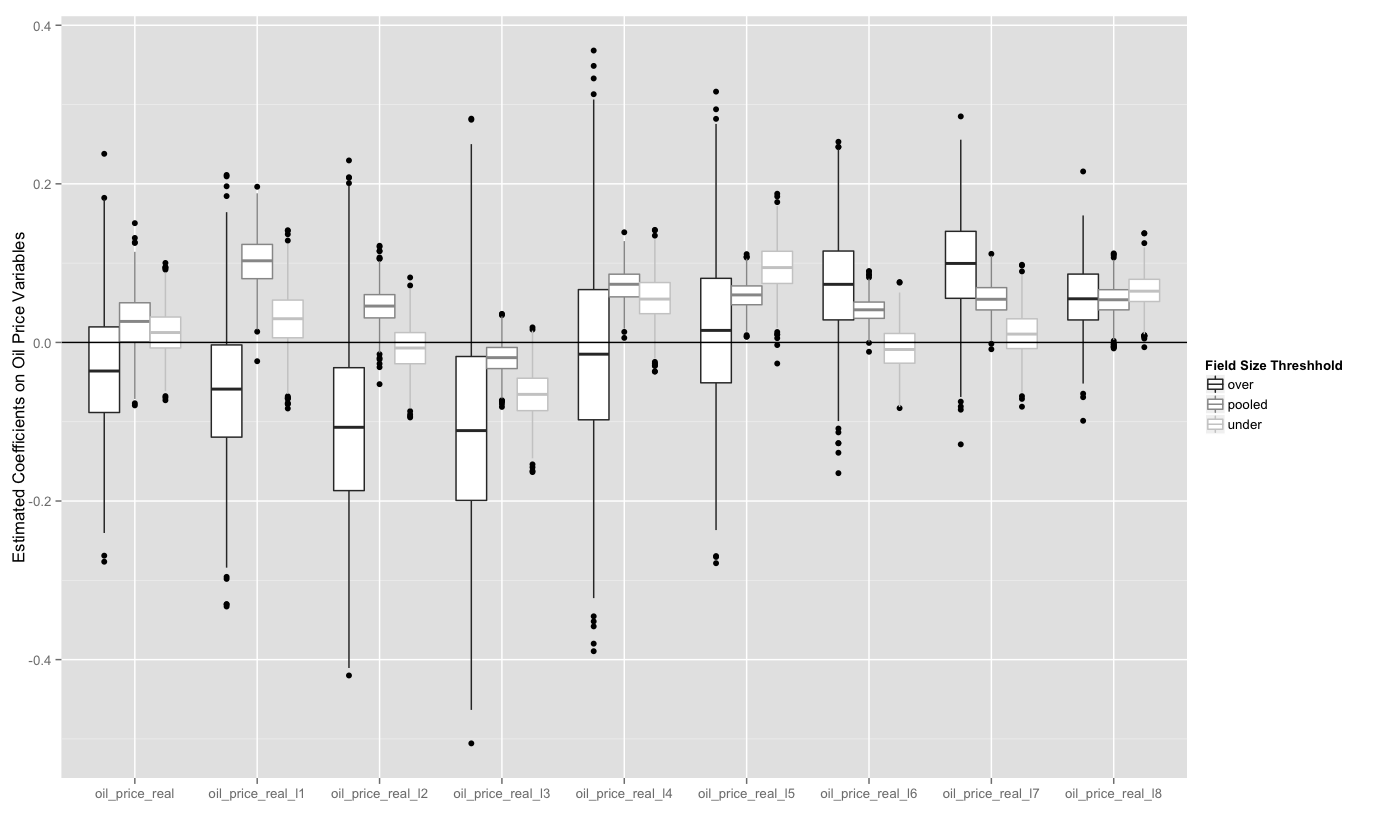 Estimated Coefficients on Oil Price Variables
0.4
0.2
0.0
-0.2
-0.4
oil_price_real oil_price_real_l1 oil_price_real_l2 oil_price_real_l3 oil_price_real_l4 oil_price_real_l5 oil_price_real_l6 oil_price_real_l7 oil_price_real_l8
Field Size Threshhold
over
pooled
under